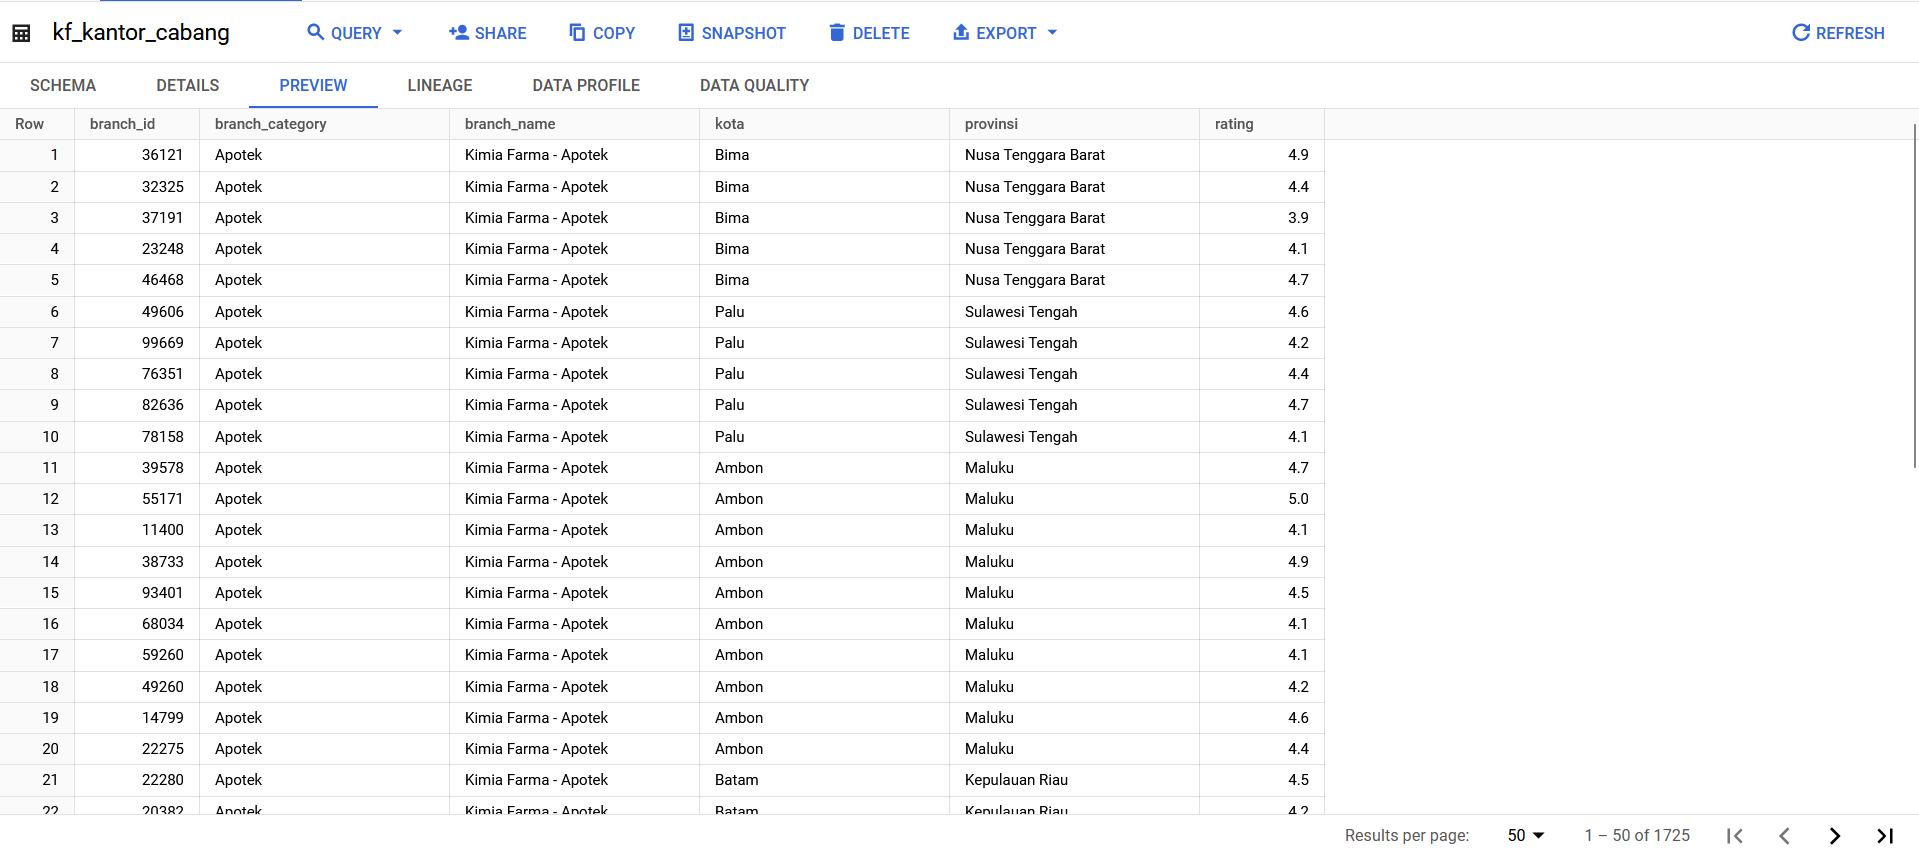 kf_kantor_cabang QUERY SHARE COPY SNAPSHOT DELETE EXPORT REFRESH
SCHEMA DETAILS PREVIEW LINEAGE DATA PROFILE DATA QUALITY
Row branch_id branch_category branch_name kota provinsi rating
1 36121 Apotek Kimia Farma - Apotek Bima Nusa Tenggara Barat 4.9
2 32325 Apotek Kimia Farma - Apotek Bima Nusa Tenggara Barat 4.4
3 37191 Apotek Kimia Farma - Apotek Bima Nusa Tenggara Barat 3.9
4 23248 Apotek Kimia Farma - Apotek Bima Nusa Tenggara Barat 4.1
5 46468 Apotek Kimia Farma - Apotek Bima Nusa Tenggara Barat 4.7
6 49606 Apotek Kimia Farma - Apotek Palu Sulawesi Tengah 4.6
7 99669 Apotek Kimia Farma - Apotek Palu Sulawesi Tengah 4.2
8 76351 Apotek Kimia Farma - Apotek Palu Sulawesi Tengah 4.4
9 82636 Apotek Kimia Farma - Apotek Palu Sulawesi Tengah 4.7
10 78158 Apotek Kimia Farma - Apotek Palu Sulawesi Tengah 4.1
11 39578 Apotek Kimia Farma - Apotek Ambon Maluku 4.7
12 55171 Apotek Kimia Farma - Apotek Ambon Maluku 5.0
13 11400 Apotek Kimia Farma - Apotek Ambon Maluku 4.1
14 38733 Apotek Kimia Farma - Apotek Ambon Maluku 4.9
15 93401 Apotek Kimia Farma - Apotek Ambon Maluku 4.5
16 68034 Apotek Kimia Farma - Apotek Ambon Maluku 4.1
17 59260 Apotek Kimia Farma - Apotek Ambon Maluku 4.1
18 49260 Apotek Kimia Farma - Apotek Ambon Maluku 4.2
19 14799 Apotek Kimia Farma - Apotek Ambon Maluku 4.6
20 22275 Apotek Kimia Farma - Apotek Ambon Maluku 4.4
21 22280 Apotek Kimia Farma - Apotek Batam Kepulauan Riau 4.5
22 20382 Apotek Kimia Farma - Apotek Batam Kepulauan Riau 4.2
Results per page: 50 1 – 50 of 1725